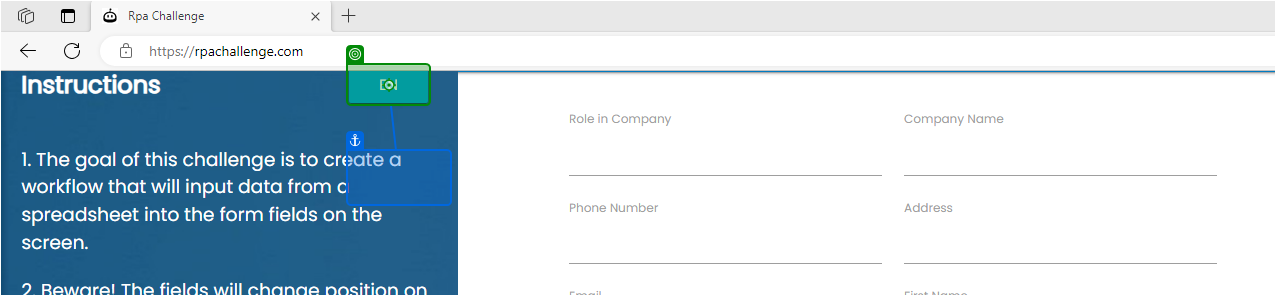 Rpa Challenge
https://rpachallenge.com
Instructions
1. The goal of this challenge is to create a
workflow that will input data from a
spreadsheet into the form fields on the
screen.
2. Beware! The fields will change position on
Role in Company
Company Name
Phone Number
Address
Email
First Name